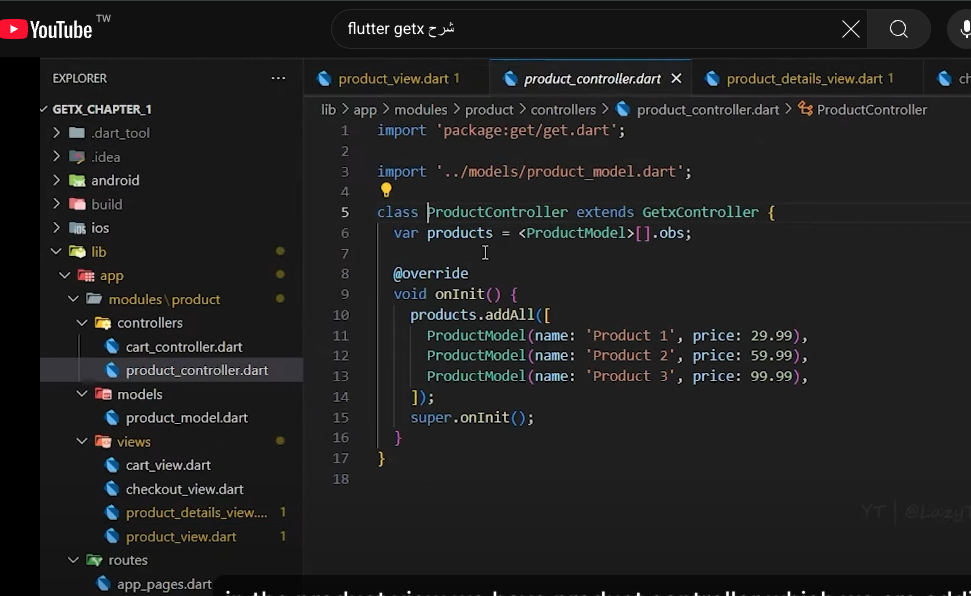 YouTube TW
flutter getx شرح
EXPLORER ...
product_view.dart 1
product_controller.dart
product_details_view.dart 1
GETX_CHAPTER_1
lib > app > modules > product > controllers > product_controller.dart > ProductController
.dart_tool
.idea
android
build
ios
lib
app
modules\product
controllers
cart_controller.dart
product_controller.dart
models
product_model.dart
views
cart_view.dart
checkout_view.dart
product_details_view.... 1
product_view.dart 1
routes
app_pages.dart
1 import 'package:get/get.dart';
2
3 import '../models/product_model.dart';
4
5 class ProductController extends GetxController {
6 var products = <ProductModel>[].obs;
7
8 @override
9 void onInit() {
10 products.addAll([
11 ProductModel(name: 'Product 1', price: 29.99),
12 ProductModel(name: 'Product 2', price: 59.99),
13 ProductModel(name: 'Product 3', price: 99.99),
14 ]);
15 super.onInit();
16 }
17 }
18
YT | @Lazy